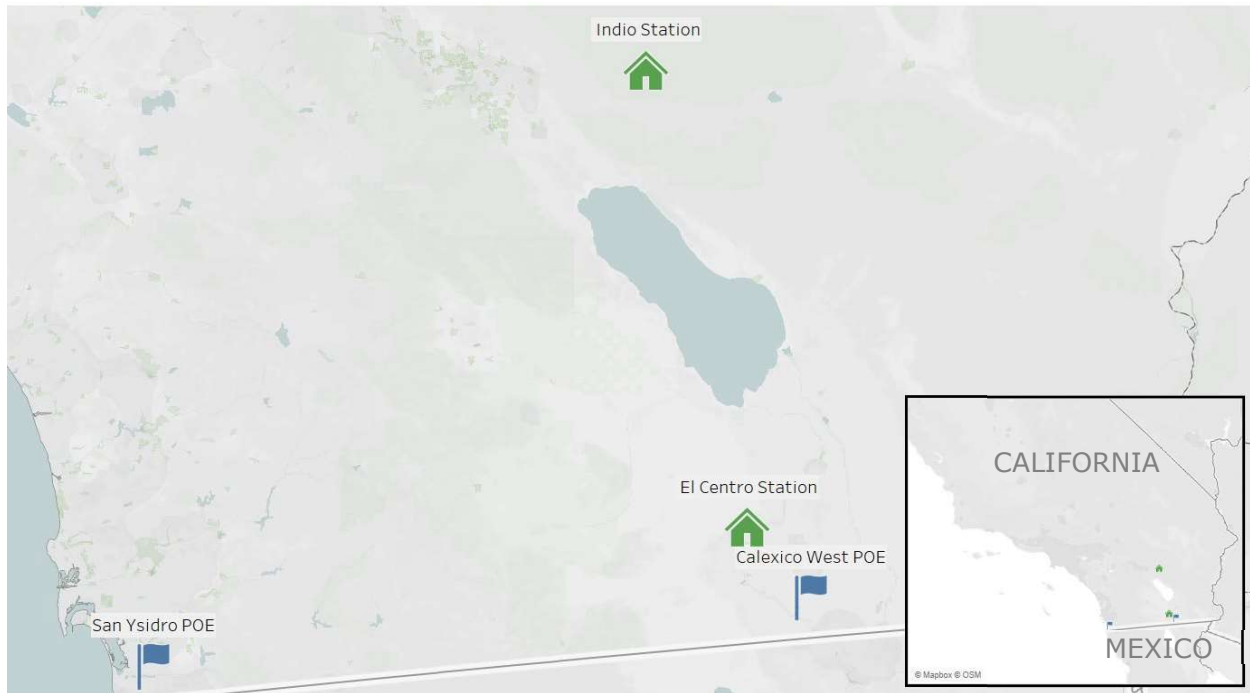 Indio Station
El Centro Station
Calexico West POE
San Ysidro POE
CALIFORNIA
MEXICO
© Mapbox © OSM